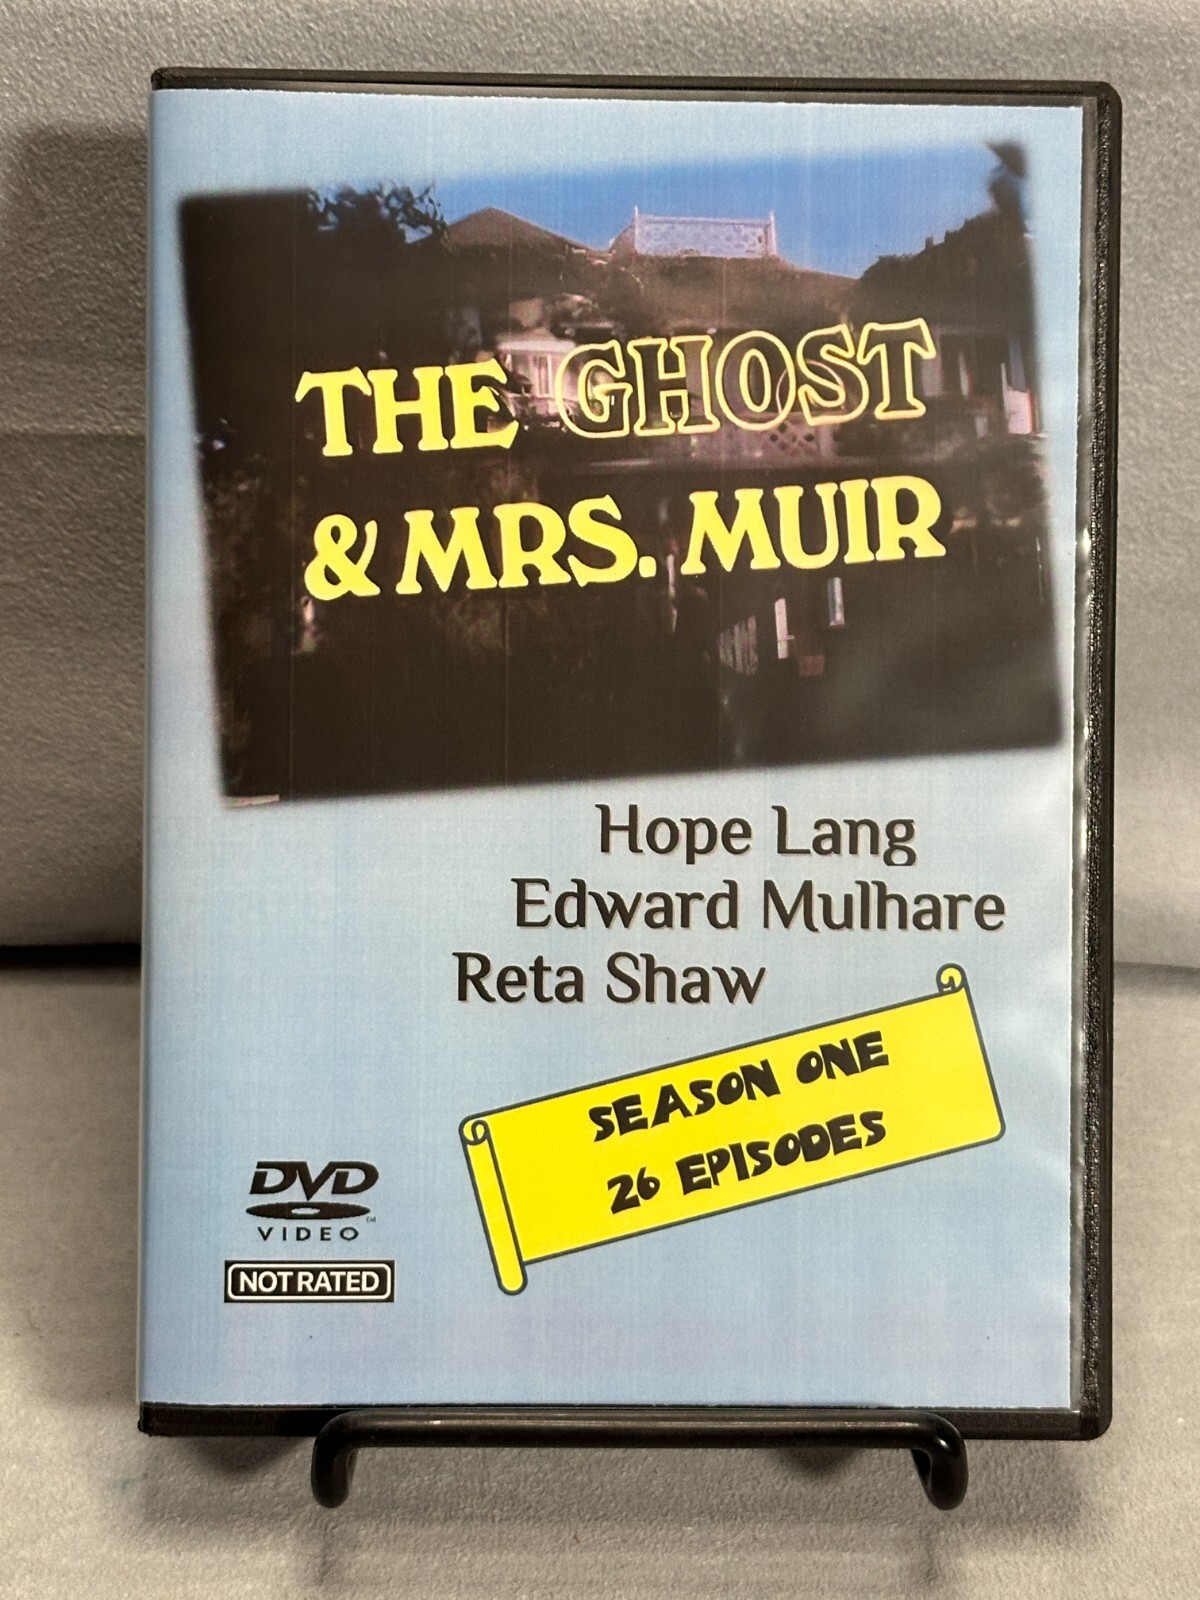 THE GHOST
& MRS. MUIR
Hope Lang
Edward Mulhare
Reta Shaw
SEASON ONE
26 EPISODES
DVD
VIDEO
NOT RATED